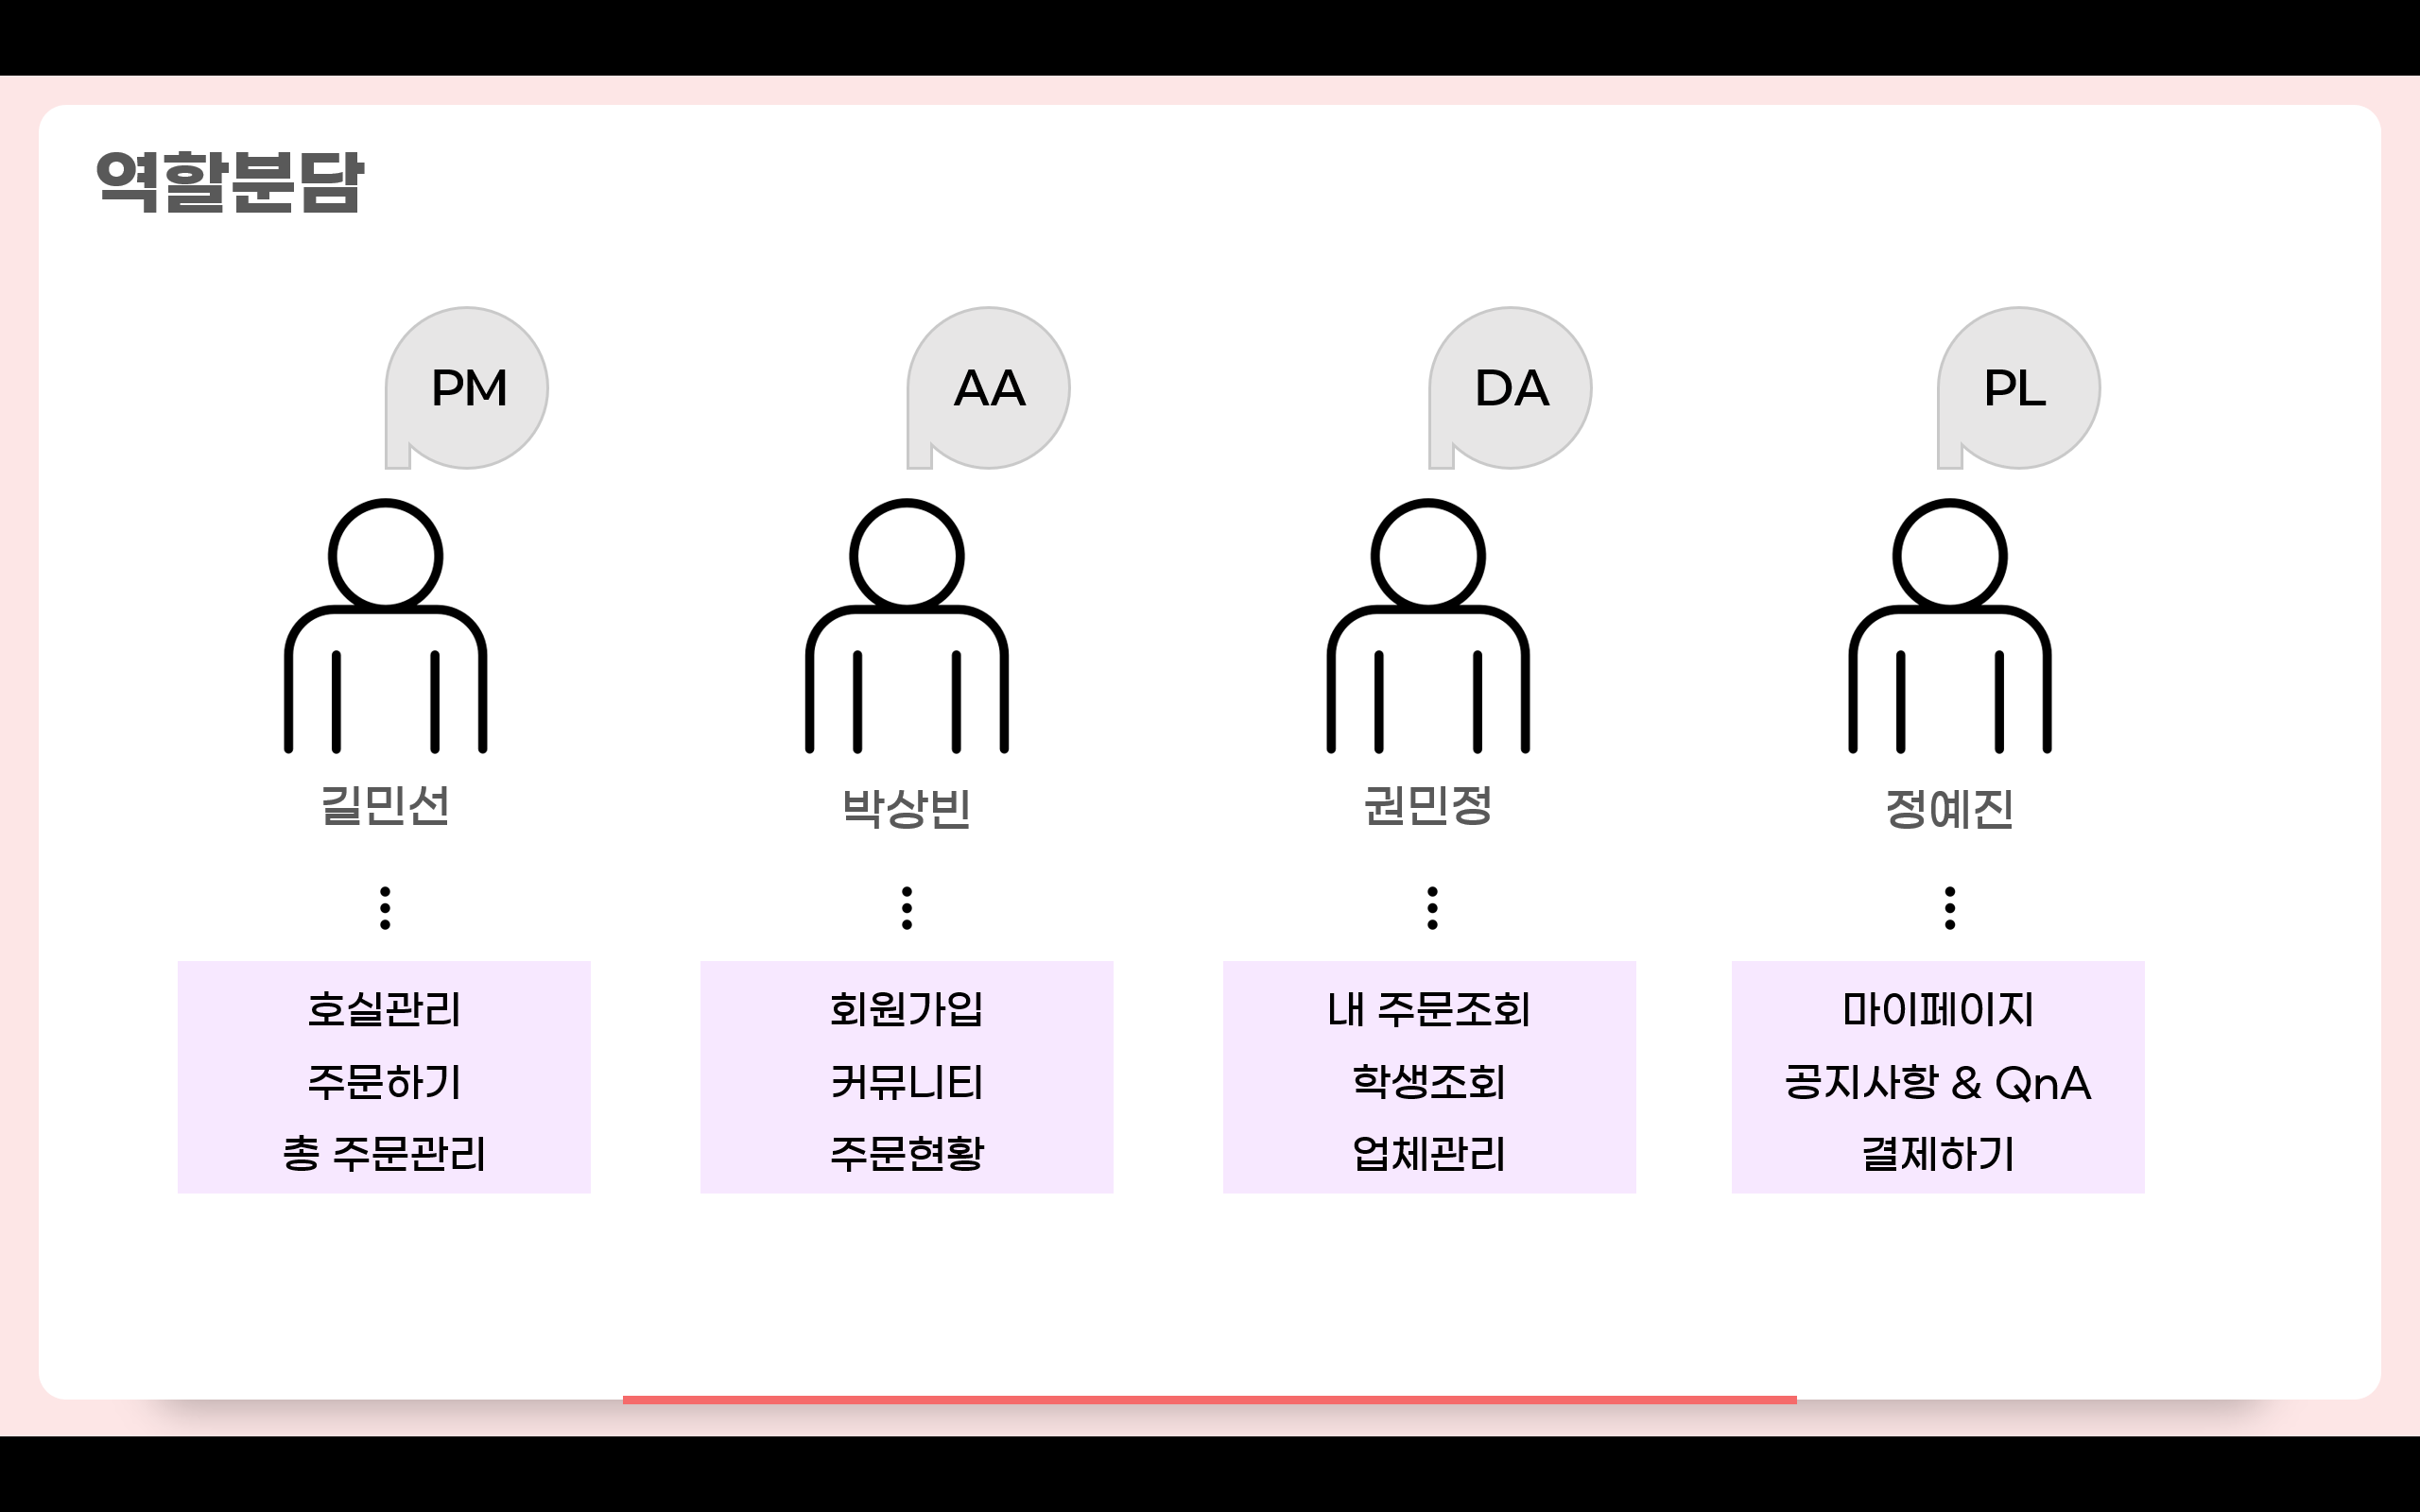 역할분담
PM
AA
DA
PL
길민선
박상빈
권민정
정예진
호실관리
주문하기
총 주문관리
회원가입
커뮤니티
주문현황
내 주문조회
학생조회
업체관리
마이페이지
공지사항 & QnA
결제하기